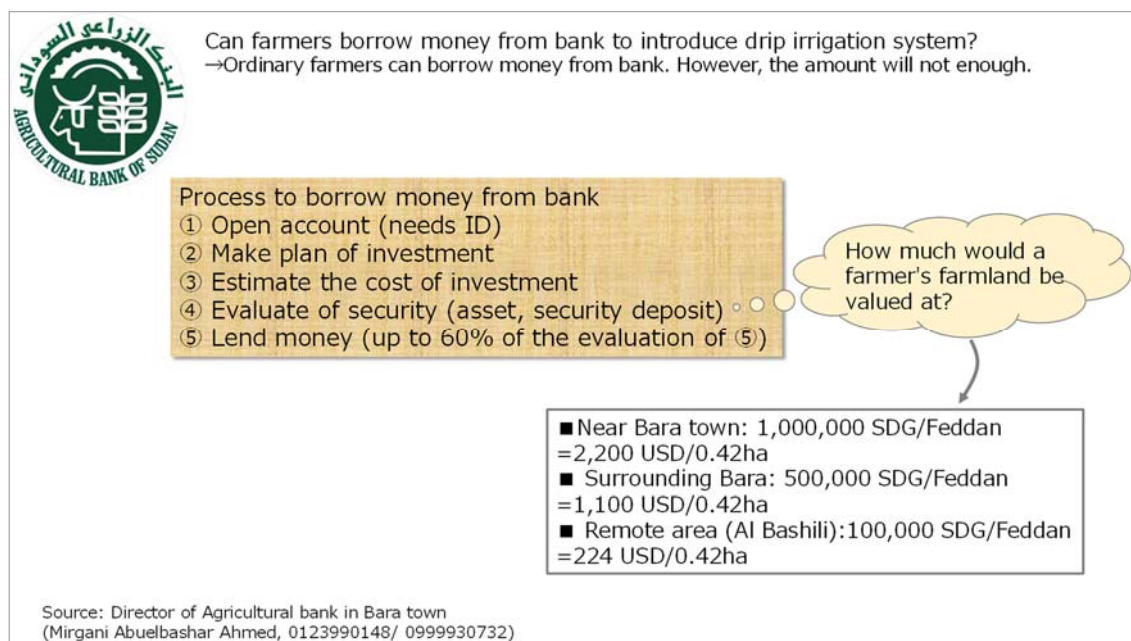 البنك الزراعي السوداني
AGRICULTURAL BANK OF SUDAN
Can farmers borrow money from bank to introduce drip irrigation system?
→Ordinary farmers can borrow money from bank. However, the amount will not enough.
Process to borrow money from bank
① Open account (needs ID)
② Make plan of investment
③ Estimate the cost of investment
④ Evaluate of security (asset, security deposit)
⑤ Lend money (up to 60% of the evaluation of ⑤)
How much would a
farmer's farmland be
valued at?
■Near Bara town: 1,000,000 SDG/Feddan
=2,200 USD/0.42ha
■ Surrounding Bara: 500,000 SDG/Feddan
=1,100 USD/0.42ha
■ Remote area (Al Bashili):100,000 SDG/Feddan
=224 USD/0.42ha
Source: Director of Agricultural bank in Bara town
(Mirgani Abuelbashar Ahmed, 0123990148/ 0999930732)